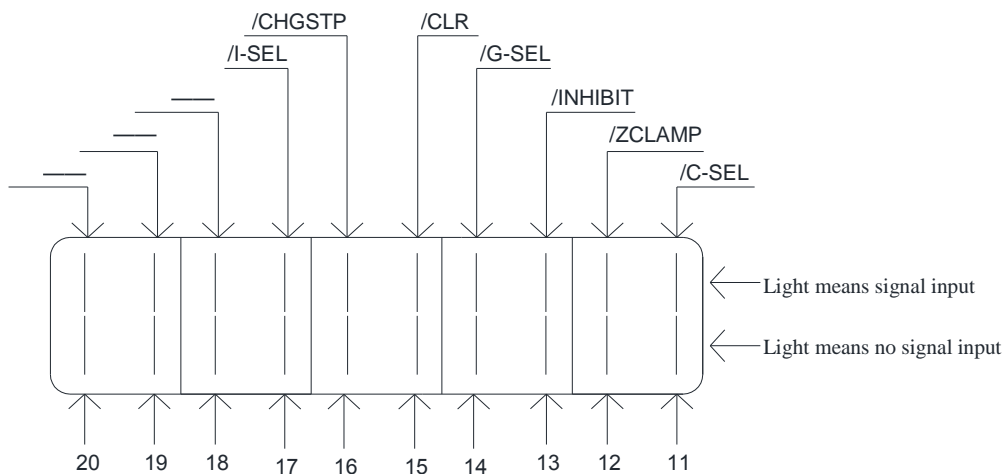 /CHGSTP
/CLR
/I-SEL
/G-SEL
——
/INHIBIT
——
/ZCLAMP
——
/C-SEL
Light means signal input
Light means no signal input
20 19 18 17 16 15 14 13 12 11